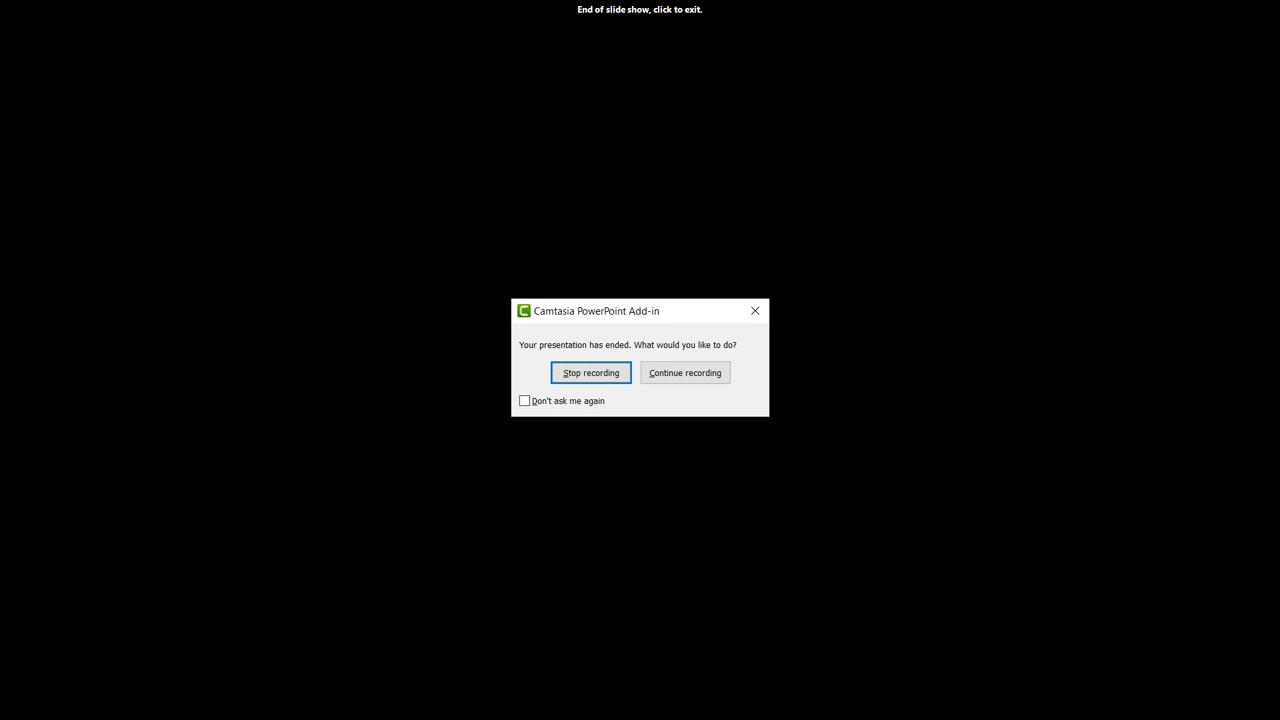 End of slide show, click to exit.
Camtasia PowerPoint Add-in
Your presentation has ended. What would you like to do?
Stop recording Continue recording
Don't ask me again